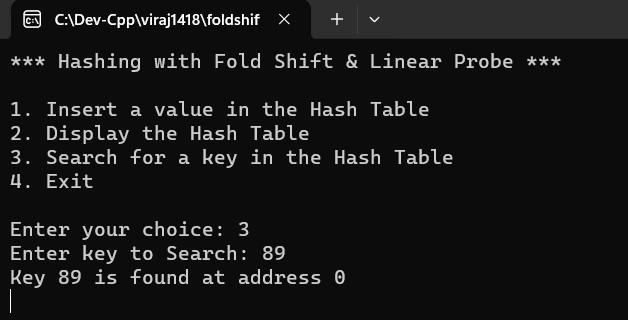 C:\Dev-Cpp\viraj1418\foldshif
*** Hashing with Fold Shift & Linear Probe ***
1. Insert a value in the Hash Table
2. Display the Hash Table
3. Search for a key in the Hash Table
4. Exit
Enter your choice: 3
Enter key to Search: 89
Key 89 is found at address 0